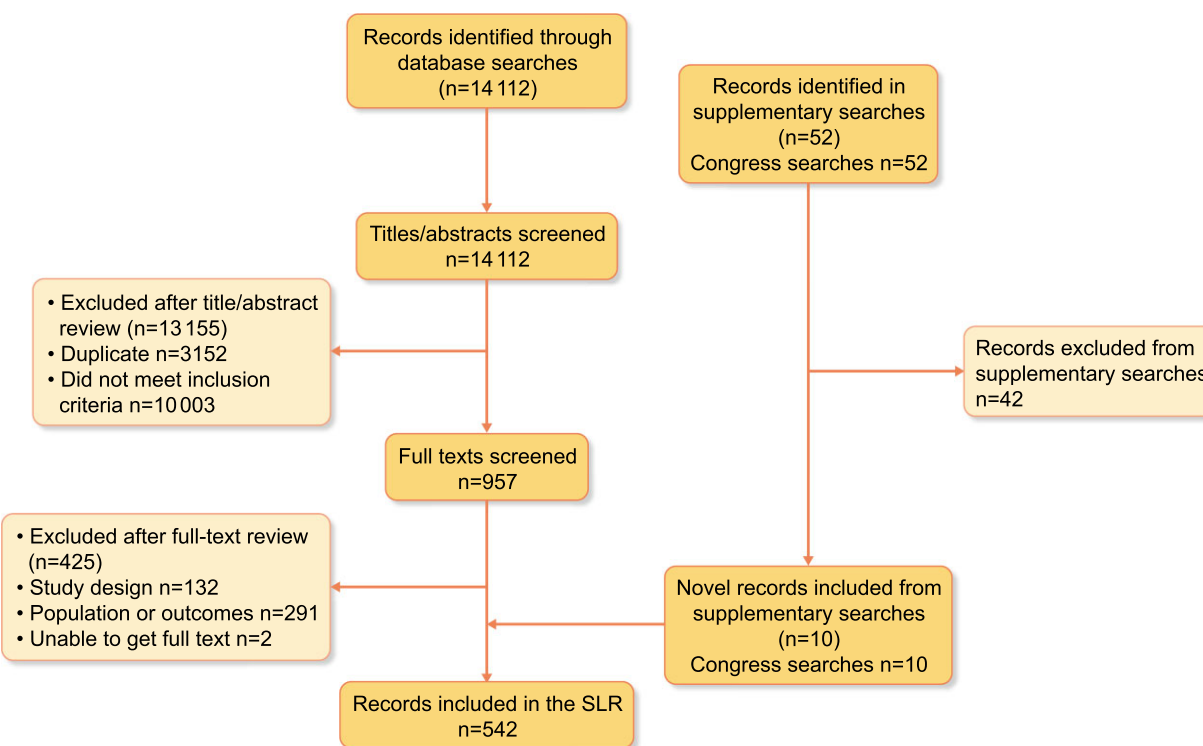 Records identified through
database searches
(n=14 112)
Records identified in
supplementary searches
(n=52)
Congress searches n=52
Titles/abstracts screened
n=14 112
• Excluded after title/abstract
review (n=13 155)
• Duplicate n=3152
• Did not meet inclusion
criteria n=10 003
Records excluded from
supplementary searches
n=42
Full texts screened
n=957
• Excluded after full-text review
(n=425)
• Study design n=132
• Population or outcomes n=291
• Unable to get full text n=2
Novel records included from
supplementary searches
(n=10)
Congress searches n=10
Records included in the SLR
n=542